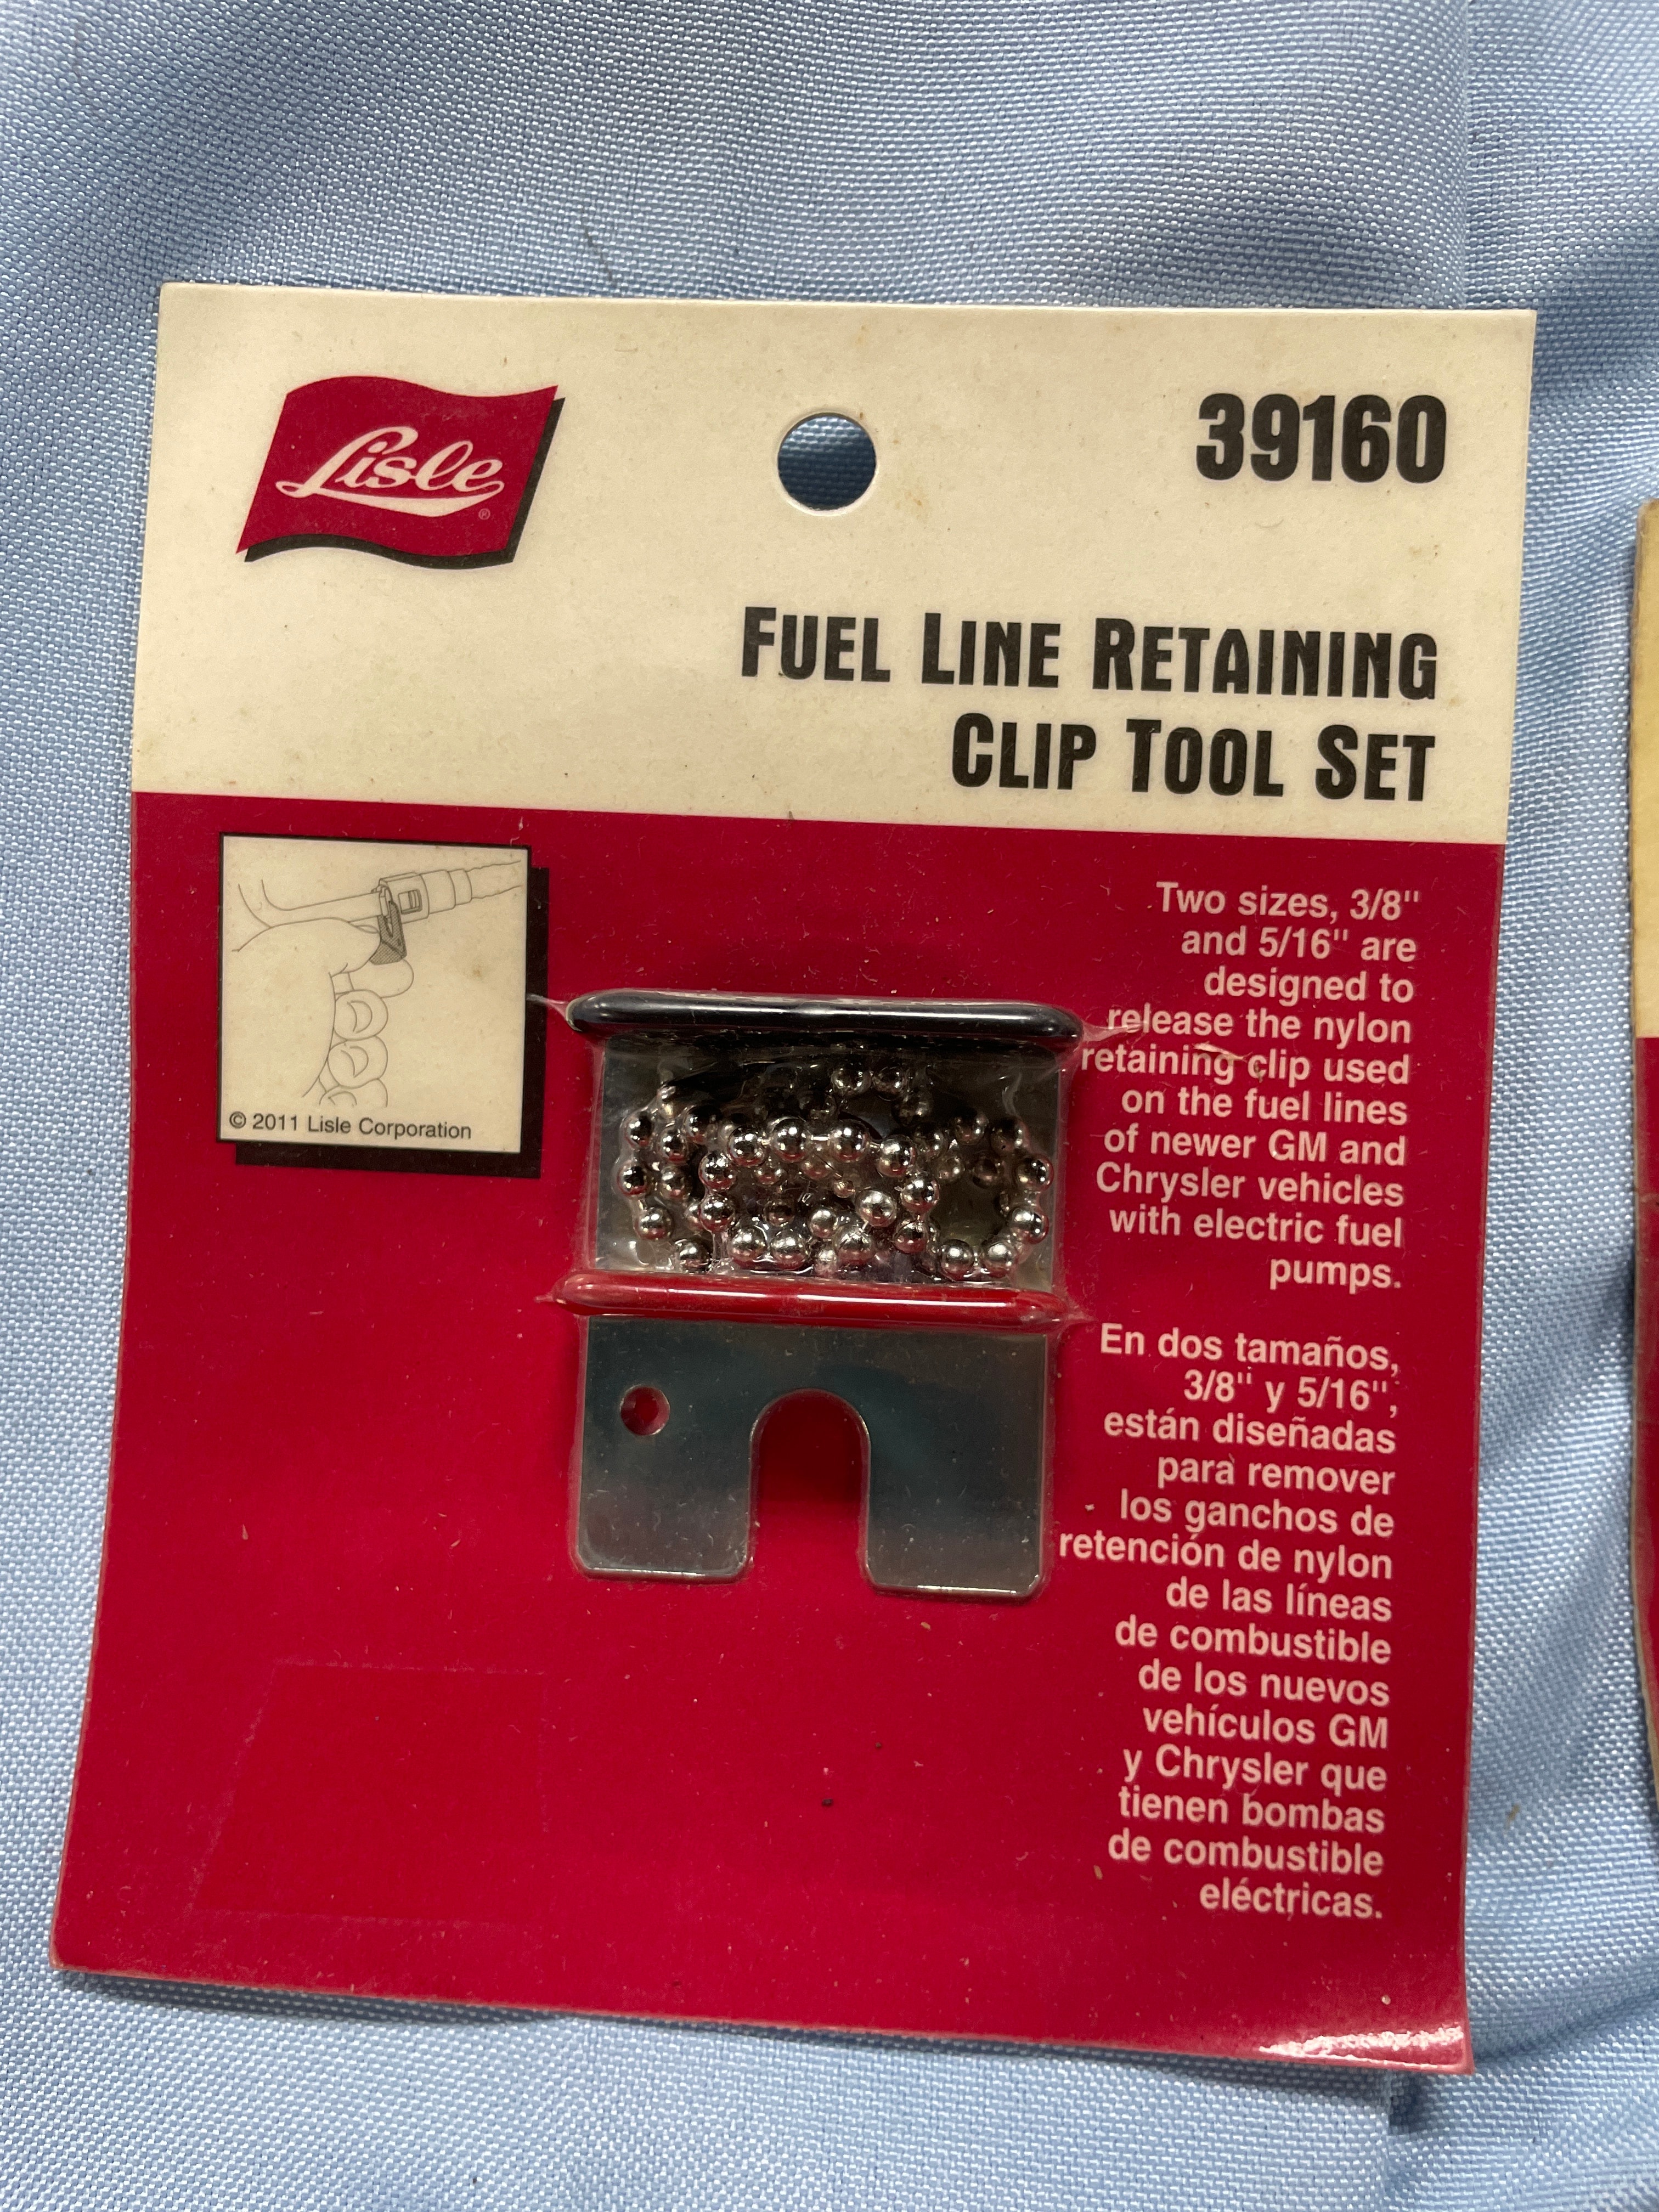 Lisle ®
39160
FUEL LINE RETAINING
CLIP TOOL SET
© 2011 Lisle Corporation
Two sizes, 3/8"
and 5/16" are
designed to
release the nylon
retaining clip used
on the fuel lines
of newer GM and
Chrysler vehicles
with electric fuel
pumps.
En dos tamaños,
3/8" y 5/16",
están diseñadas
para remover
los ganchos de
retención de nylon
de las líneas
de combustible
de los nuevos
vehículos GM
y Chrysler que
tienen bombas
de combustible
eléctricas.